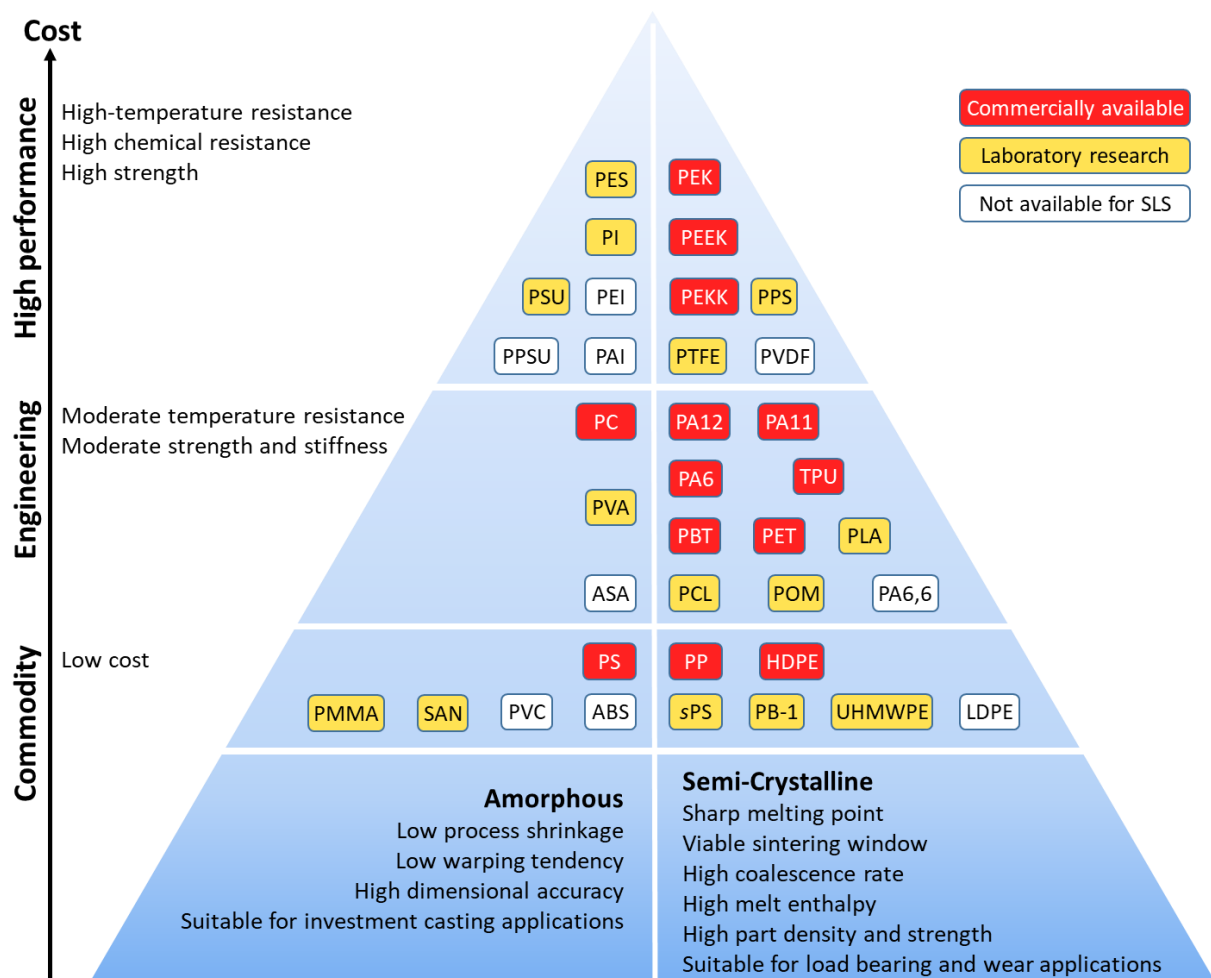 Cost
High performance
High-temperature resistance
High chemical resistance
High strength
Commercially available
Laboratory research
Not available for SLS
PES
PEK
PI
PEEK
PSU
PEI
PEKK
PPS
PPSU
PAI
PTFE
PVDF
Engineering
Moderate temperature resistance
Moderate strength and stiffness
PC
PA12
PA11
PA6
TPU
PVA
PBT
PET
PLA
ASA
PCL
POM
PA6,6
Commodity
Low cost
PS
PP
HDPE
PMMA
SAN
PVC
ABS
sPS
PB-1
UHMWPE
LDPE
Amorphous
Low process shrinkage
Low warping tendency
High dimensional accuracy
Suitable for investment casting applications
Semi-Crystalline
Sharp melting point
Viable sintering window
High coalescence rate
High melt enthalpy
High part density and strength
Suitable for load bearing and wear applications